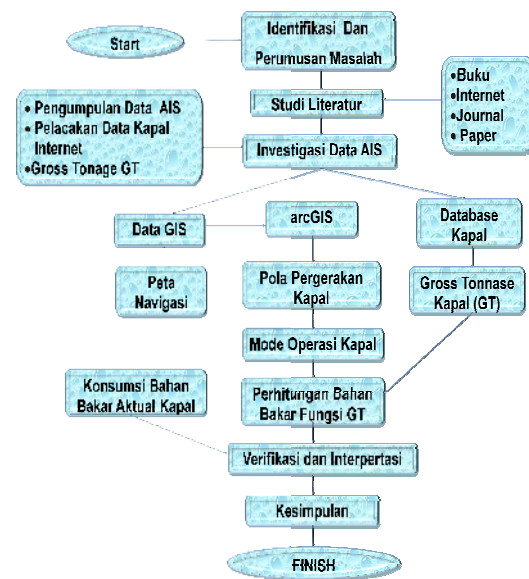 Start
Identifikasi Dan
Perumusan Masalah
Studi Literatur
•Buku
•Internet
•Journal
• Paper
• Pengumpulan Data AIS
• Pelacakan Data Kapal
Internet
•Gross Tonage GT
Investigasi Data AIS
Data GIS
arcGIS
Database
Kapal
Peta
Navigasi
Pola Pergerakan
Kapal
Gross Tonnase
Kapal (GT)
Mode Operasi Kapal
Konsumsi Bahan
Bakar Aktual Kapal
Perhitungan Bahan
Bakar Fungsi GT
Verifikasi dan Interpertasi
Kesimpulan
FINISH